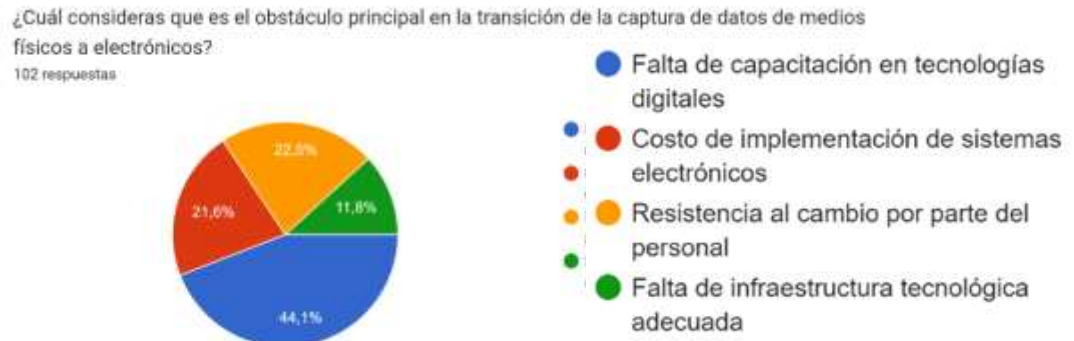 ¿Cuál consideras que es el obstáculo principal en la transición de la captura de datos de medios
físicos a electrónicos?
102 respuestas
Falta de capacitación en tecnologías
digitales
Costo de implementación de sistemas
electrónicos
Resistencia al cambio por parte del
personal
Falta de infraestructura tecnológica
adecuada
22,5%
21,6%
11,8%
44,1%